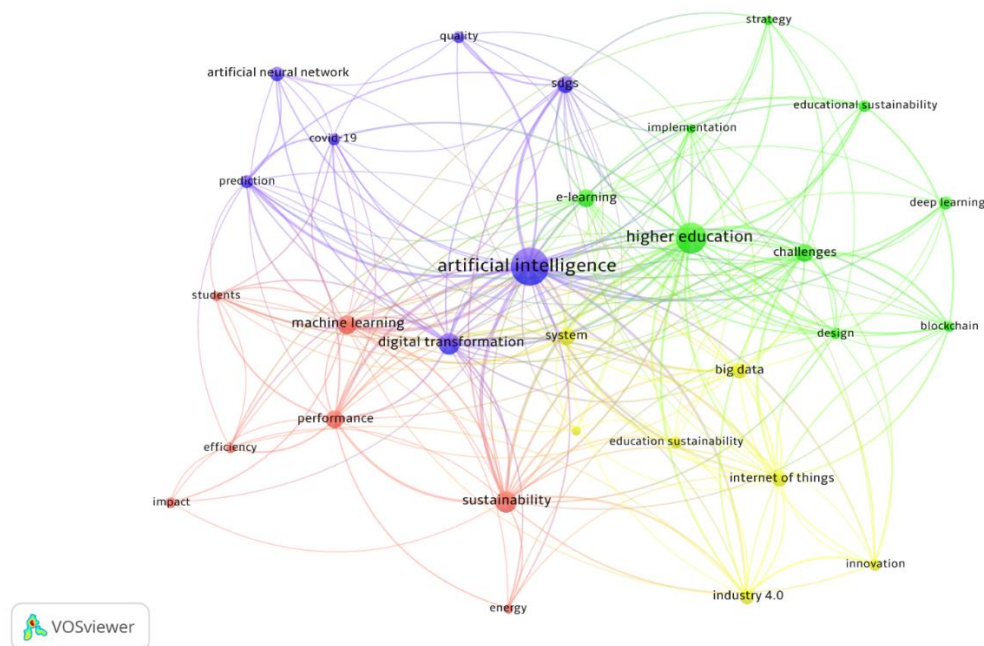 strategy
quality
artificial neural network
sdgs
educational sustainability
implementation
covid-19
prediction
e-learning
deep learning
higher education
challenges
artificial intelligence
students
machine learning
digital transformation
system
design
blockchain
big data
performance
education sustainability
efficiency
internet of things
impact
sustainability
innovation
industry 4.0
energy
VOSviewer